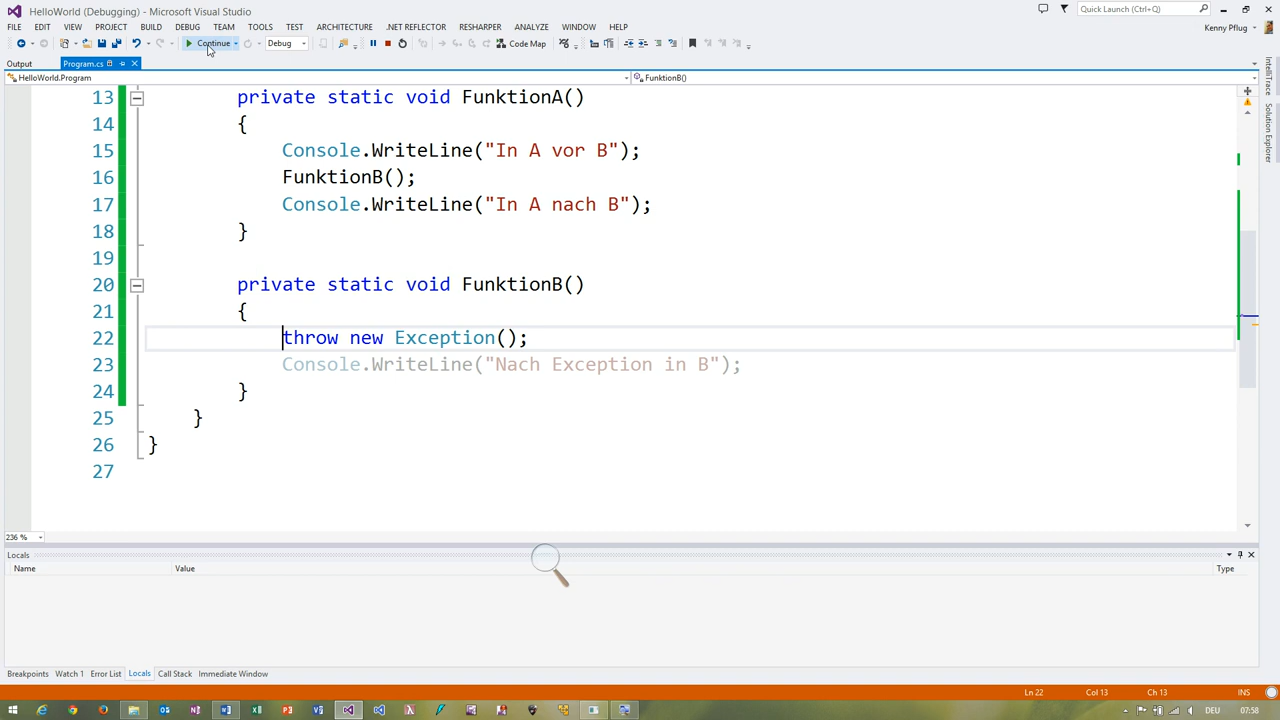 HelloWorld (Debugging) - Microsoft Visual Studio
Quick Launch (Ctrl+Q)
FILE EDIT VIEW PROJECT BUILD DEBUG TEAM TOOLS TEST ARCHITECTURE .NET REFLECTOR RESHARPER ANALYZE WINDOW HELP
Kenny Pflug
Continue Debug Code Map
Output Program.cs
HelloWorld.Program FunktionB()
13 private static void FunktionA()
14 {
15 Console.WriteLine("In A vor B");
16 FunktionB();
17 Console.WriteLine("In A nach B");
18 }
19
20 private static void FunktionB()
21 {
22 throw new Exception();
23 Console.WriteLine("Nach Exception in B");
24 }
25 }
26 }
27
IntelliTrace
Solution Explorer
236 %
Locals
Name Value Type
Breakpoints Watch 1 Error List Locals Call Stack Immediate Window
Ln 22 Col 13 Ch 13 INS
DEU 07:58